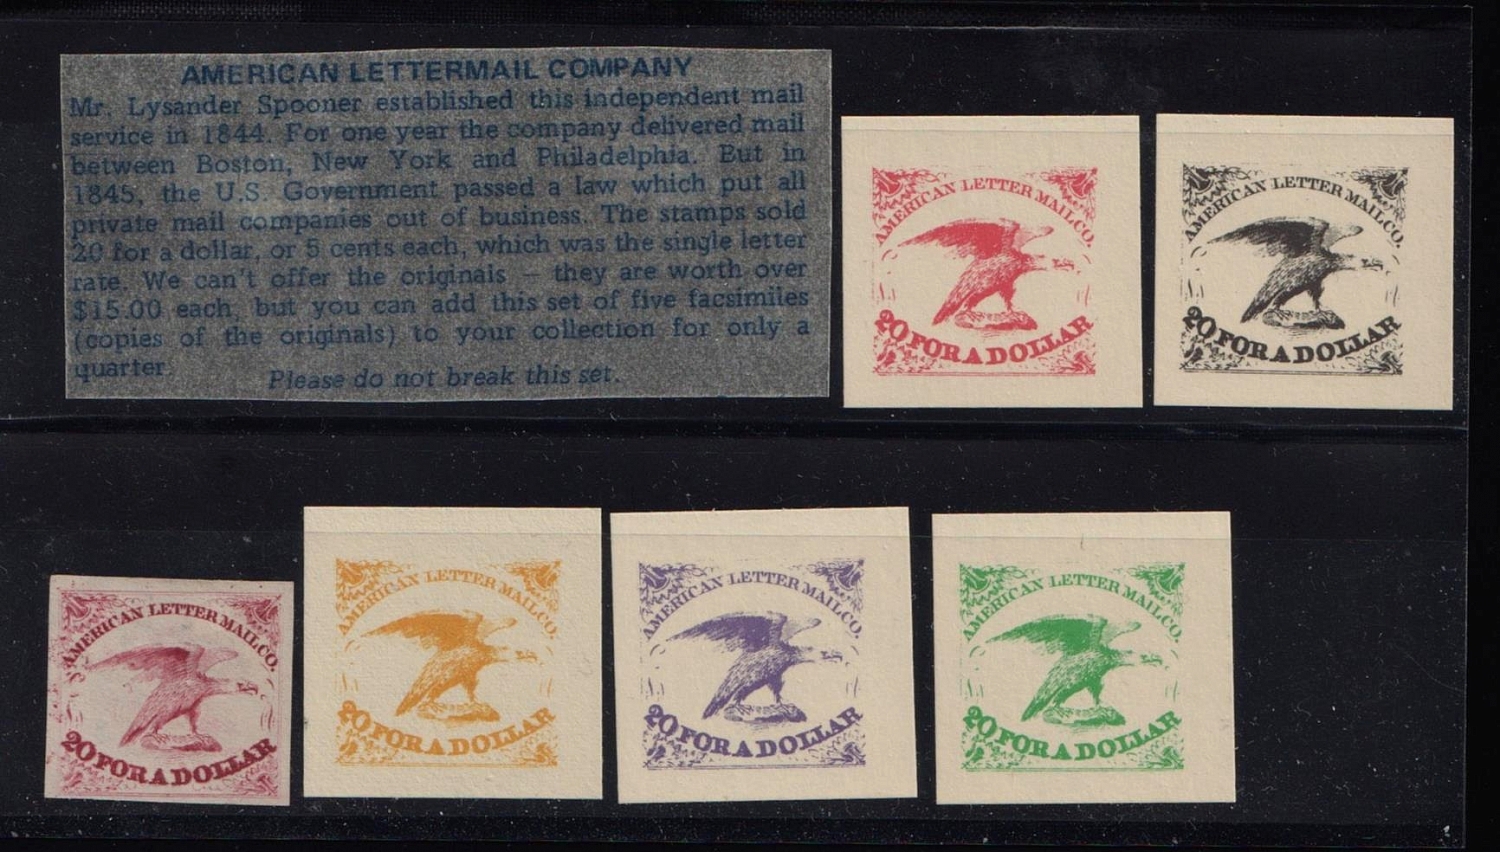 AMERICAN LETTERMAIL COMPANY
Mr. Lysander Spooner established this independent mail
service in 1844. For one year the company delivered mail
between Boston, New York and Philadelphia. But in
1845, the U.S. Government passed a law which put all
private mail companies out of business. The stamps sold
20 for a dollar, or 5 cents each, which was the single letter
rate. We can't offer the originals — they are worth over
$15.00 each, but you can add this set of five facsimiles
(copies of the originals) to your collection for only a
quarter.
Please do not break this set.
AMERICAN LETTER MAIL CO.
20 FOR A DOLLAR
AMERICAN LETTER MAIL CO.
20 FOR A DOLLAR
AMERICAN LETTER MAIL CO.
20 FOR A DOLLAR
AMERICAN LETTER MAIL CO.
20 FOR A DOLLAR
AMERICAN LETTER MAIL CO.
20 FOR A DOLLAR
AMERICAN LETTER MAIL CO.
20 FOR A DOLLAR